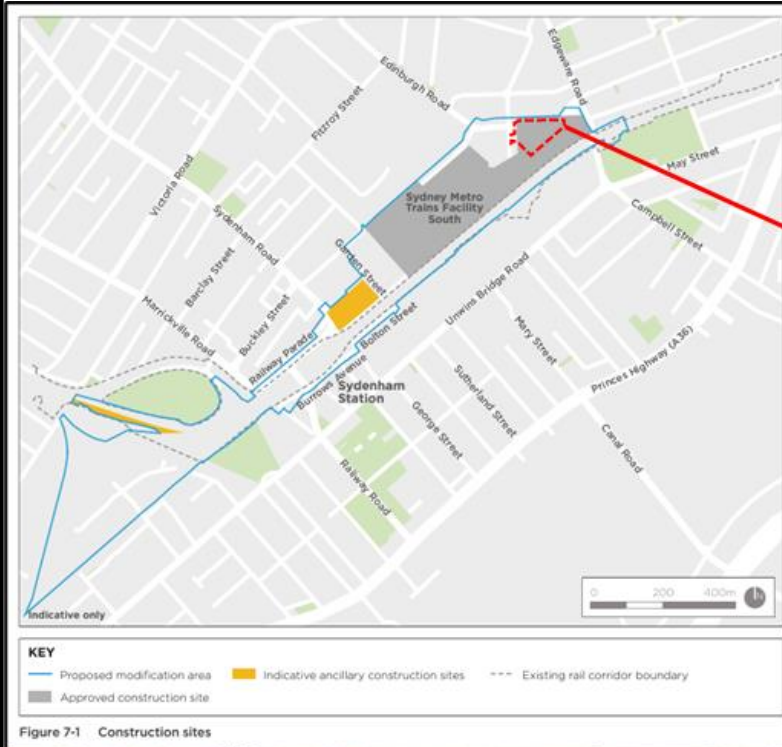 Edinburgh Road
Edgeware Road
Fitzroy Street
Victoria Road
May Street
Sydney Metro
Trains Facility
South
Campbell Street
Sydenham Road
Garden Street
Barclay Street
Unwins Bridge Road
Buckley Street
Marrickville Road
Bolton Street
Mary Street
Railway Parade
Princes Highway (A36)
Burrows Avenue
Sydenham
Station
Sutherland Street
George Street
Canal Road
Railway Road
0 200 400m
N
Indicative only
KEY
Proposed modification area Indicative ancillary construction sites Existing rail corridor boundary
Approved construction site
Figure 7-1 Construction sites